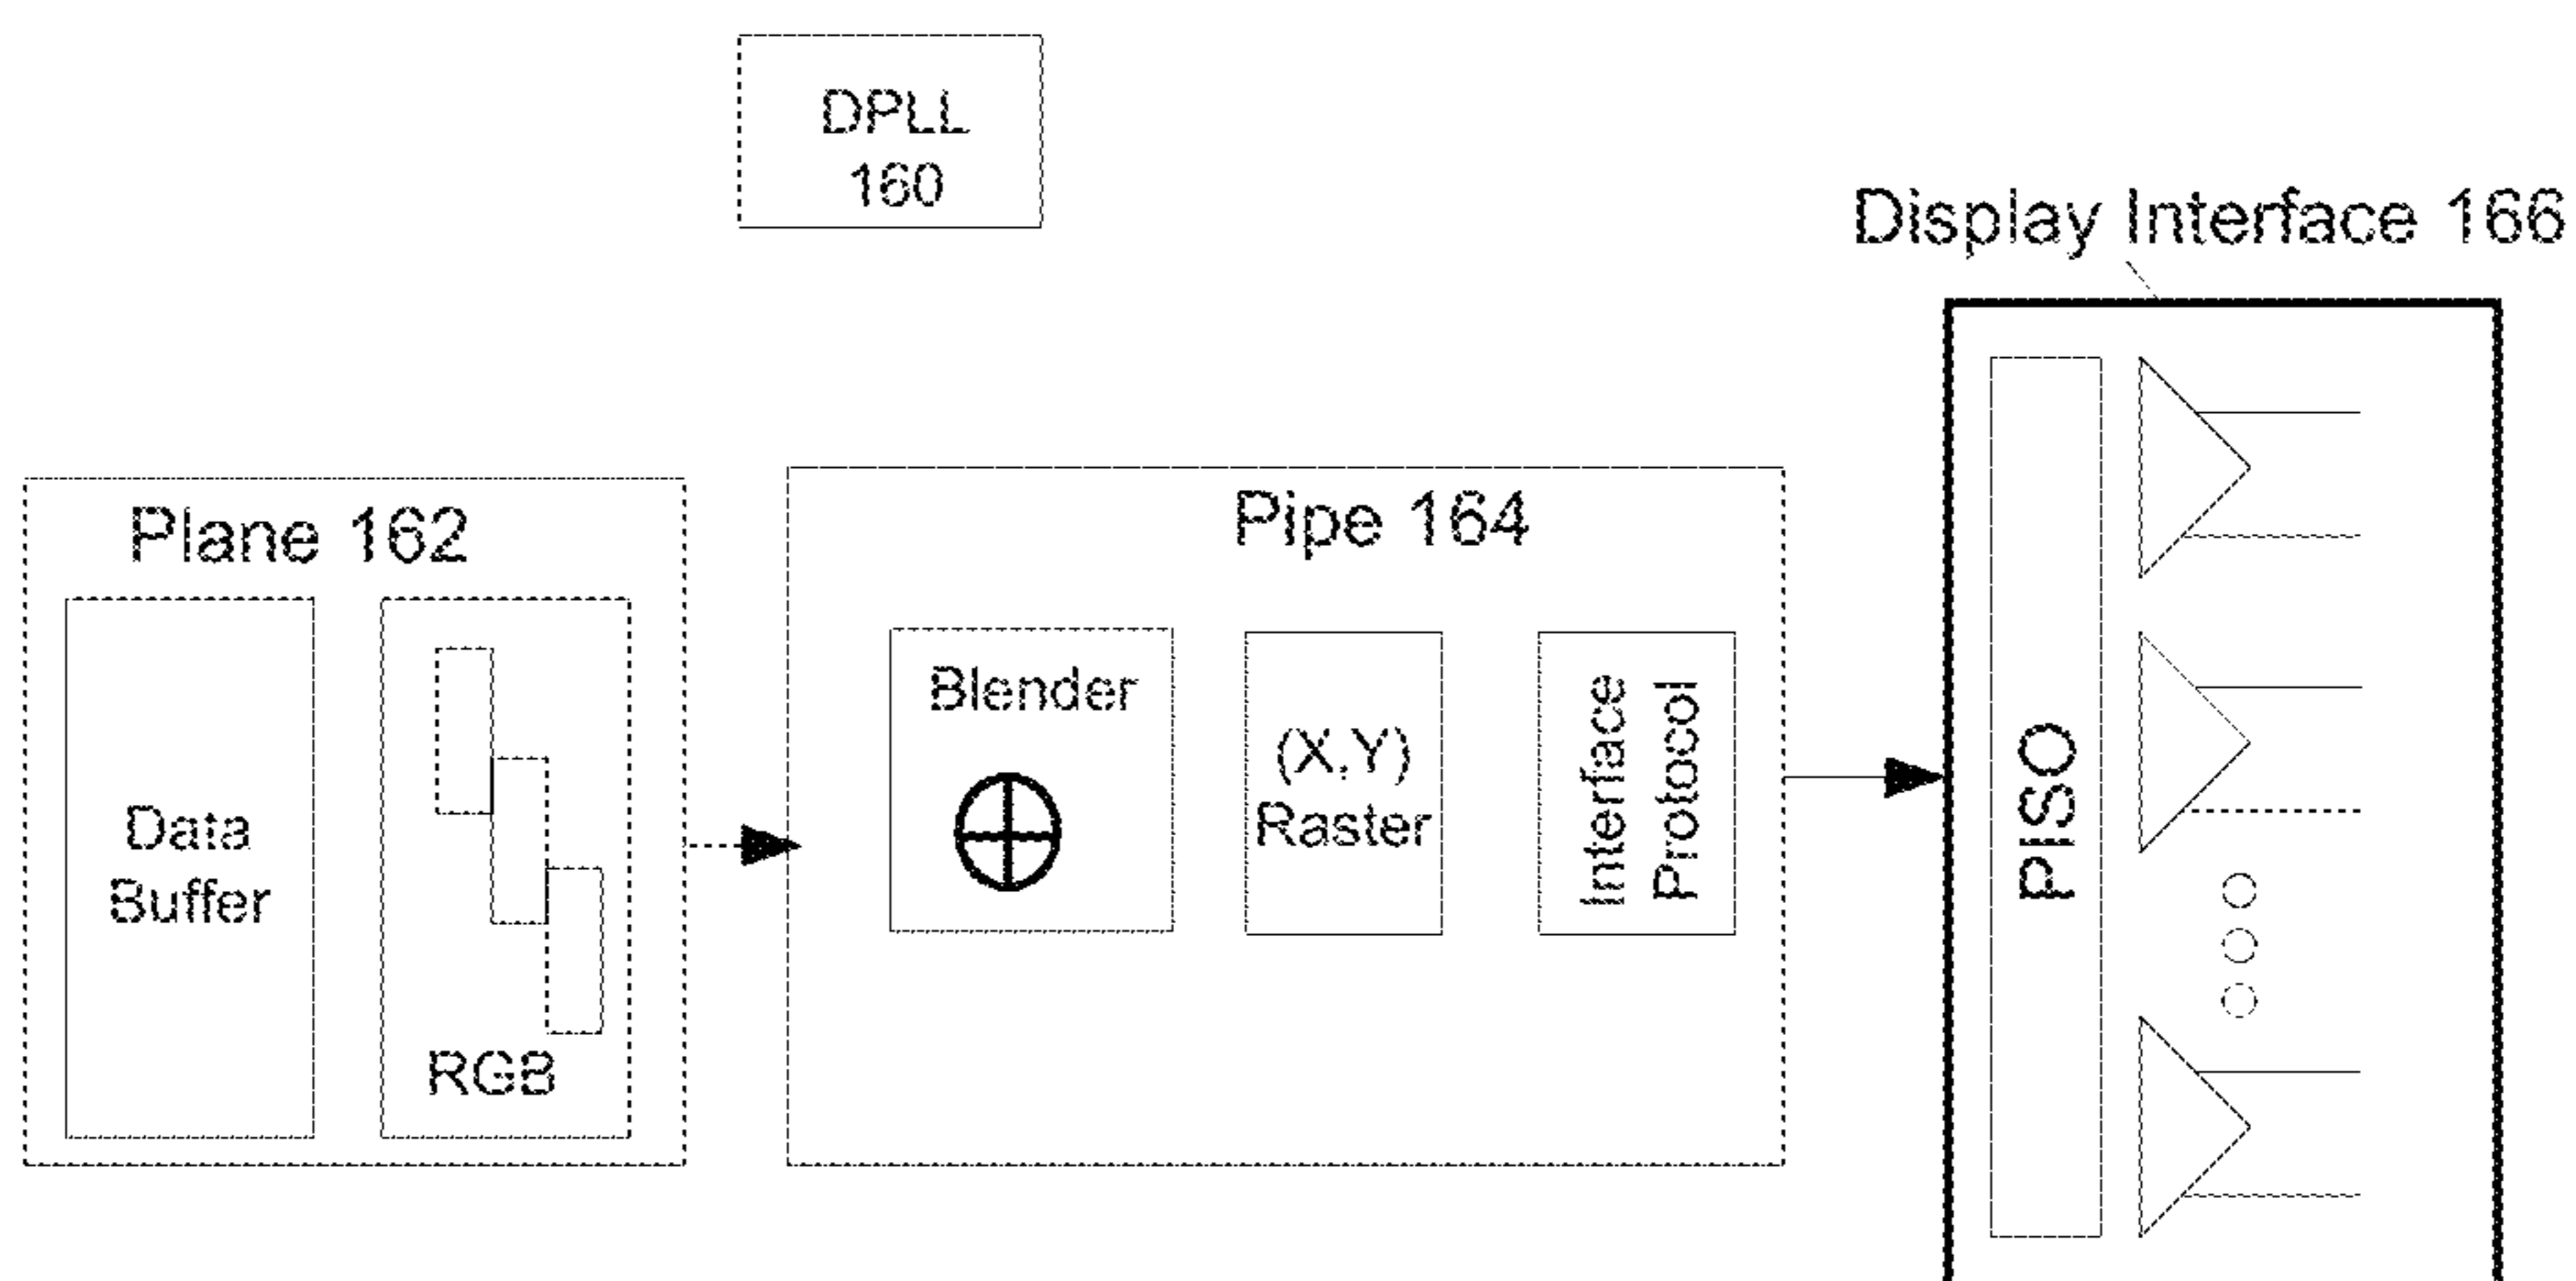 DPLL
160
Display Interface 166
Plane 162
Data
Buffer
RGB
Pipe 164
Blender
(X,Y)
Raster
Interface
Protocol
PISO